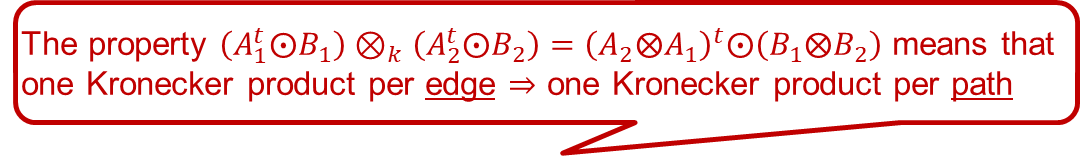 The property (A₁ᵗ⊙B₁) ⊗ₖ (A₂ᵗ⊙B₂) = (A₂⊗A₁)ᵗ⊙(B₁⊗B₂) means that
one Kronecker product per edge ⇒ one Kronecker product per path